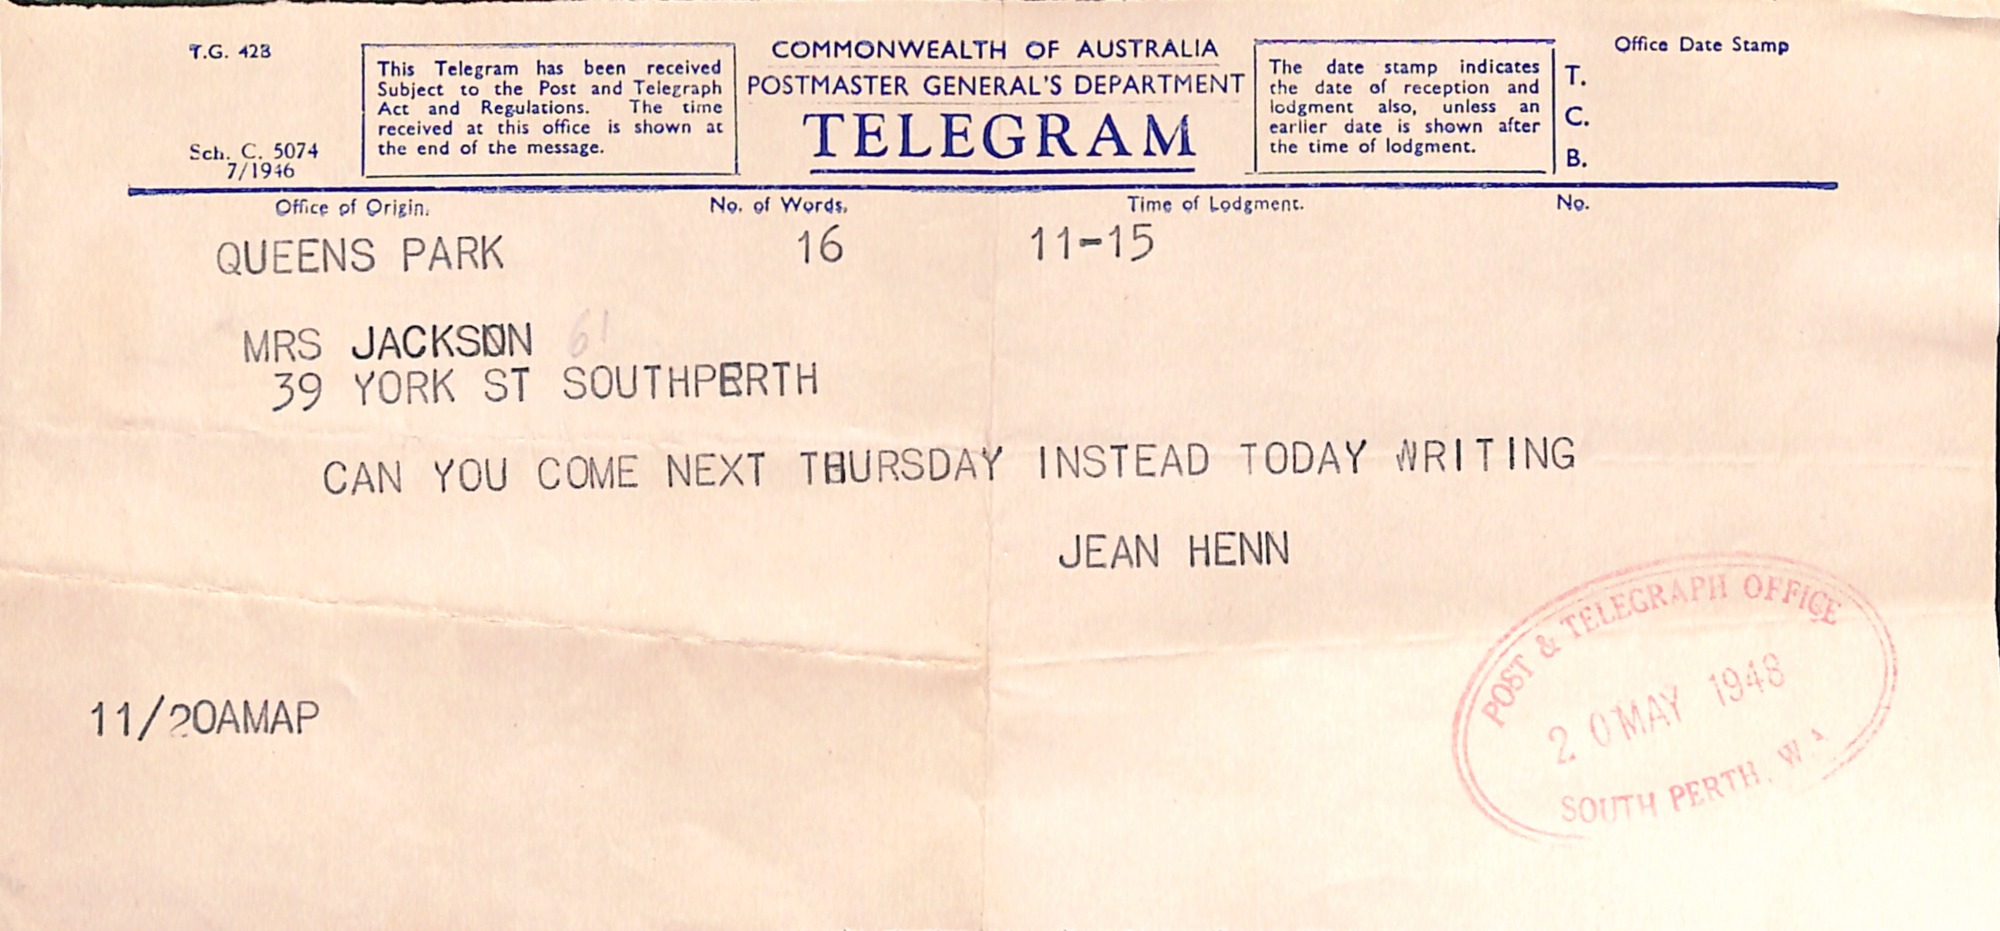 T.G. 42B
Sch. C. 5074
7/1946
This Telegram has been received
Subject to the Post and Telegraph
Act and Regulations. The time
received at this office is shown at
the end of the message.
COMMONWEALTH OF AUSTRALIA
POSTMASTER GENERAL'S DEPARTMENT
TELEGRAM
The date stamp indicates
the date of reception and
lodgment also, unless an
earlier date is shown after
the time of lodgment.
T.
C.
B.
Office Date Stamp
Office of Origin. No. of Words. Time of Lodgment. No.
QUEENS PARK 16 11-15
MRS JACKSON 61
39 YORK ST SOUTHPERTH
CAN YOU COME NEXT THURSDAY INSTEAD TODAY WRITING
JEAN HENN
11/20AMAP
POST & TELEGRAPH OFFICE
20 MAY 1948
SOUTH PERTH. W.A